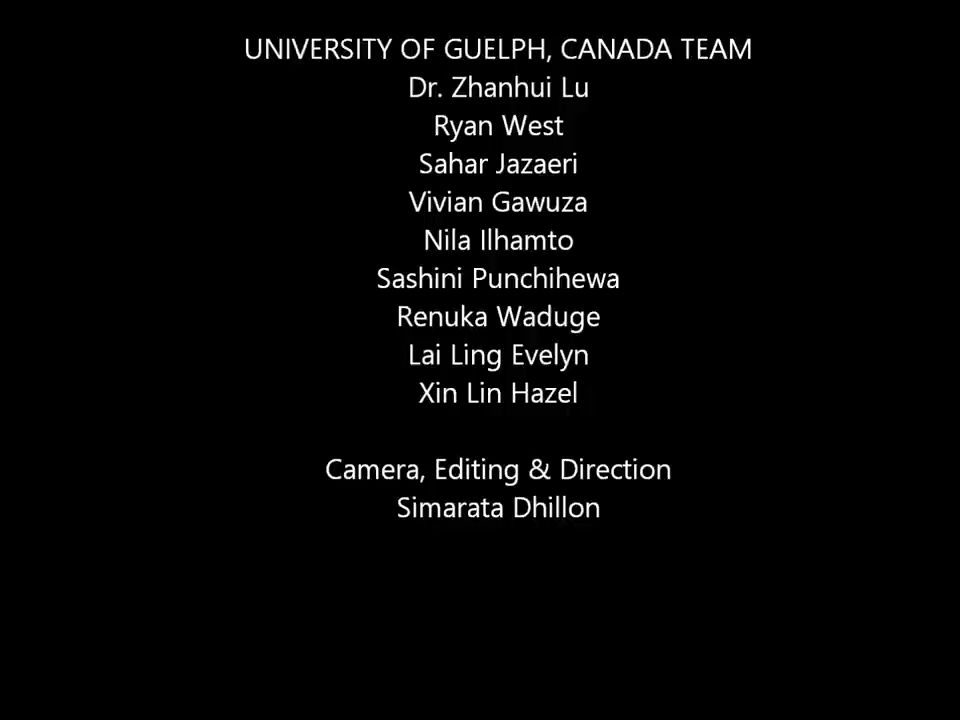 UNIVERSITY OF GUELPH, CANADA TEAM
Dr. Zhanhui Lu
Ryan West
Sahar Jazaeri
Vivian Gawuza
Nila Ilhamto
Sashini Punchihewa
Renuka Waduge
Lai Ling Evelyn
Xin Lin Hazel
Camera, Editing & Direction
Simarata Dhillon